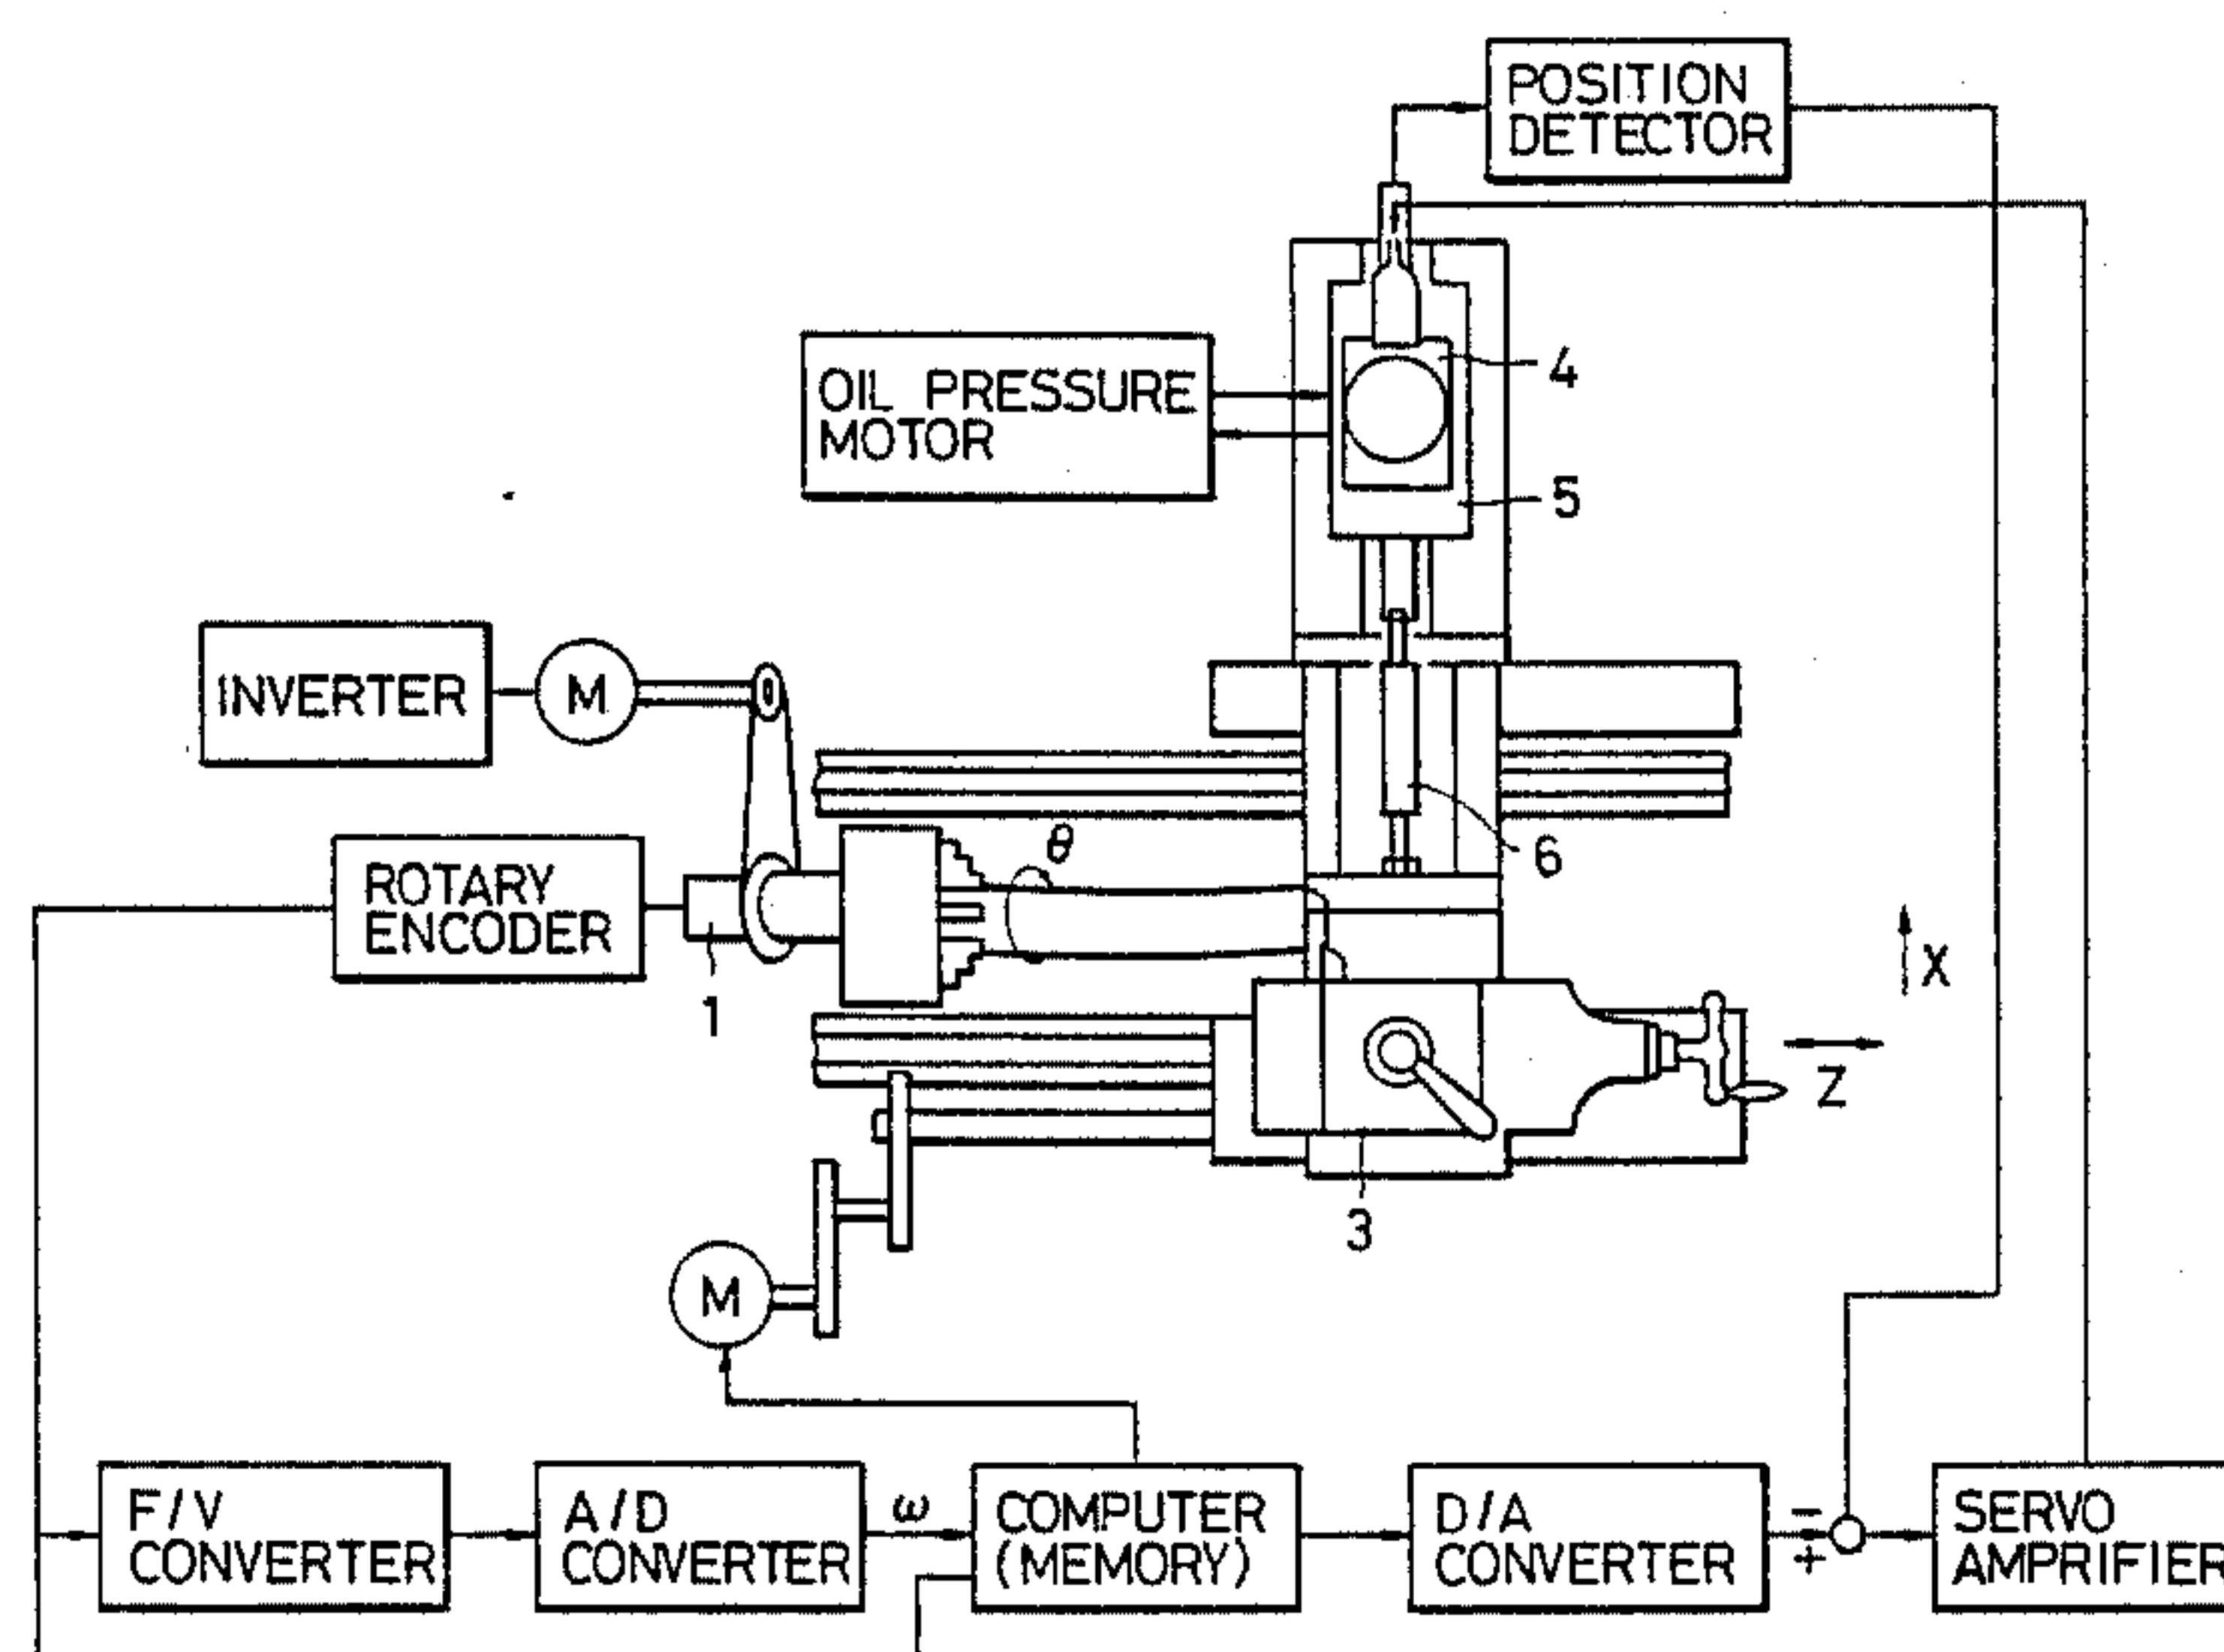 POSITION
DETECTOR
4
OIL PRESSURE
MOTOR
5
INVERTER
M
θ
6
ROTARY
ENCODER
1
X
Z
3
M
F/V
CONVERTER
A/D
CONVERTER
ω
COMPUTER
(MEMORY)
D/A
CONVERTER
−
+
SERVO
AMPRIFIER